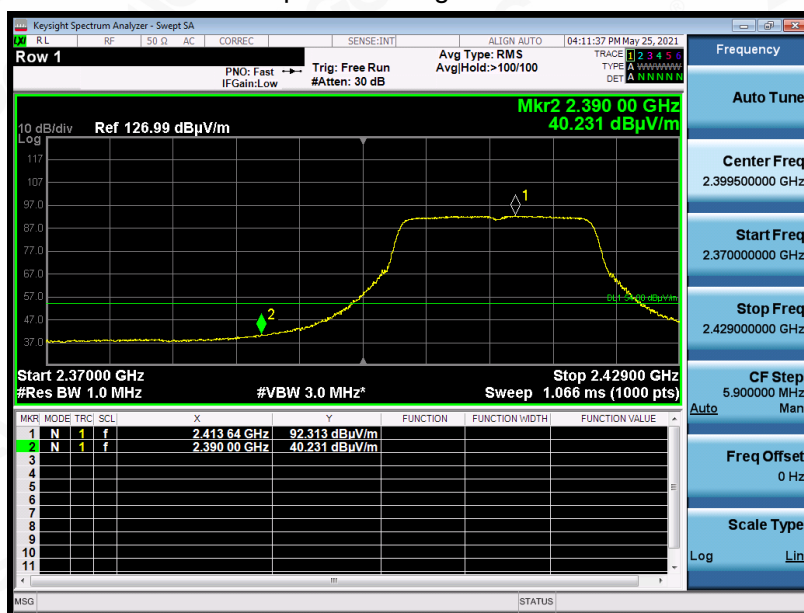 Keysight Spectrum Analyzer - Swept SA
LXI RL RF 50 Ω AC CORREC SENSE:INT ALIGN AUTO 04:11:37 PM May 25, 2021
Row 1
PNO: Fast
IFGain:Low
Trig: Free Run
#Atten: 30 dB
Avg Type: RMS
Avg|Hold:>100/100
TRACE 1 2 3 4 5 6
TYPE A WWWWW
DET A N N N N N
Mkr2 2.390 00 GHz
40.231 dBµV/m
10 dB/div Ref 126.99 dBµV/m
Log
117
107
97.0
87.0
77.0
67.0
57.0
47.0
37.0
1
2
DL1 54.00 dBµV/m
Start 2.37000 GHz
Stop 2.42900 GHz
#Res BW 1.0 MHz
#VBW 3.0 MHz*
Sweep 1.066 ms (1000 pts)
MKR MODE TRC SCL X Y FUNCTION FUNCTION WIDTH FUNCTION VALUE
1 N 1 f 2.413 64 GHz 92.313 dBµV/m
2 N 1 f 2.390 00 GHz 40.231 dBµV/m
3
4
5
6
7
8
9
10
11
MSG
STATUS
Frequency
Auto Tune
Center Freq
2.399500000 GHz
Start Freq
2.370000000 GHz
Stop Freq
2.429000000 GHz
CF Step
5.900000 MHz
Auto Man
Freq Offset
0 Hz
Scale Type
Log Lin